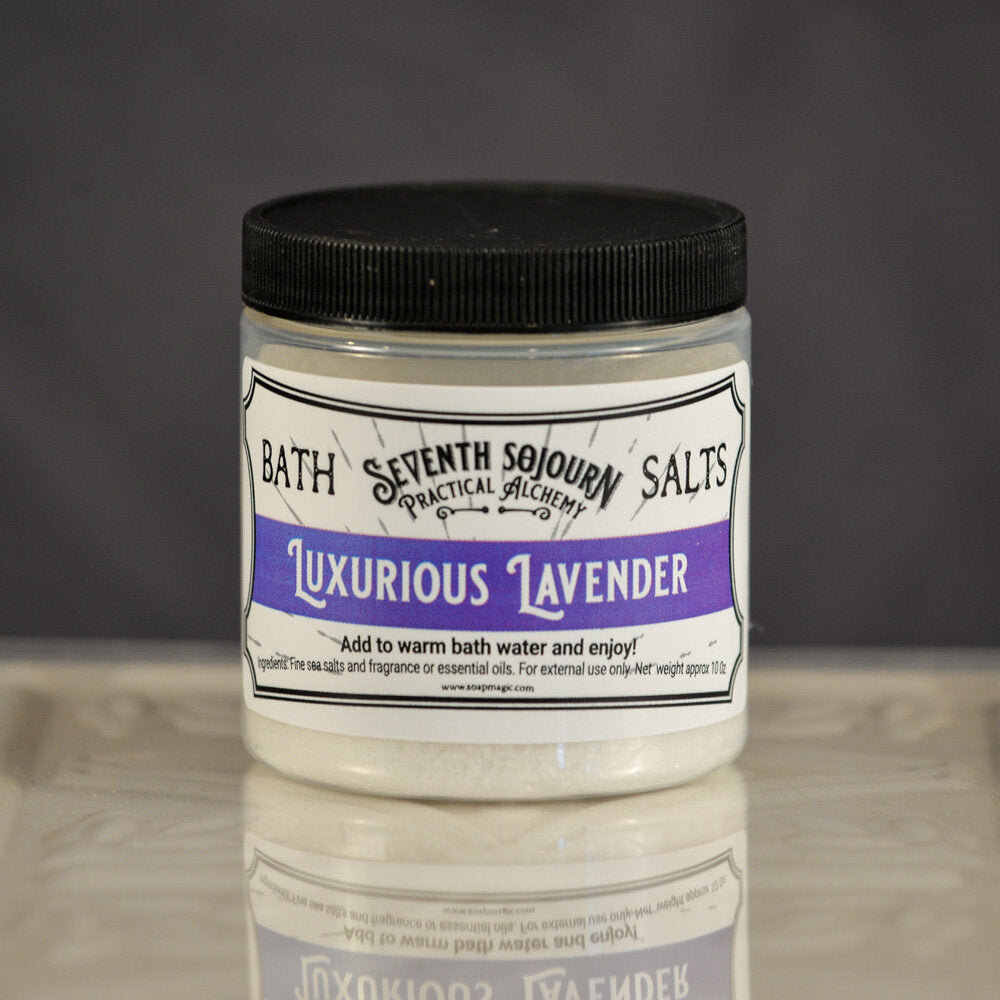 BATH
SEVENTH SOJOURN
PRACTICAL ALCHEMY
SALTS
LUXURIOUS LAVENDER
Add to warm bath water and enjoy!
Ingredients: Fine sea salts and fragrance or essential oils. For external use only. Net weight approx 10 Oz.
www.soapmagic.com